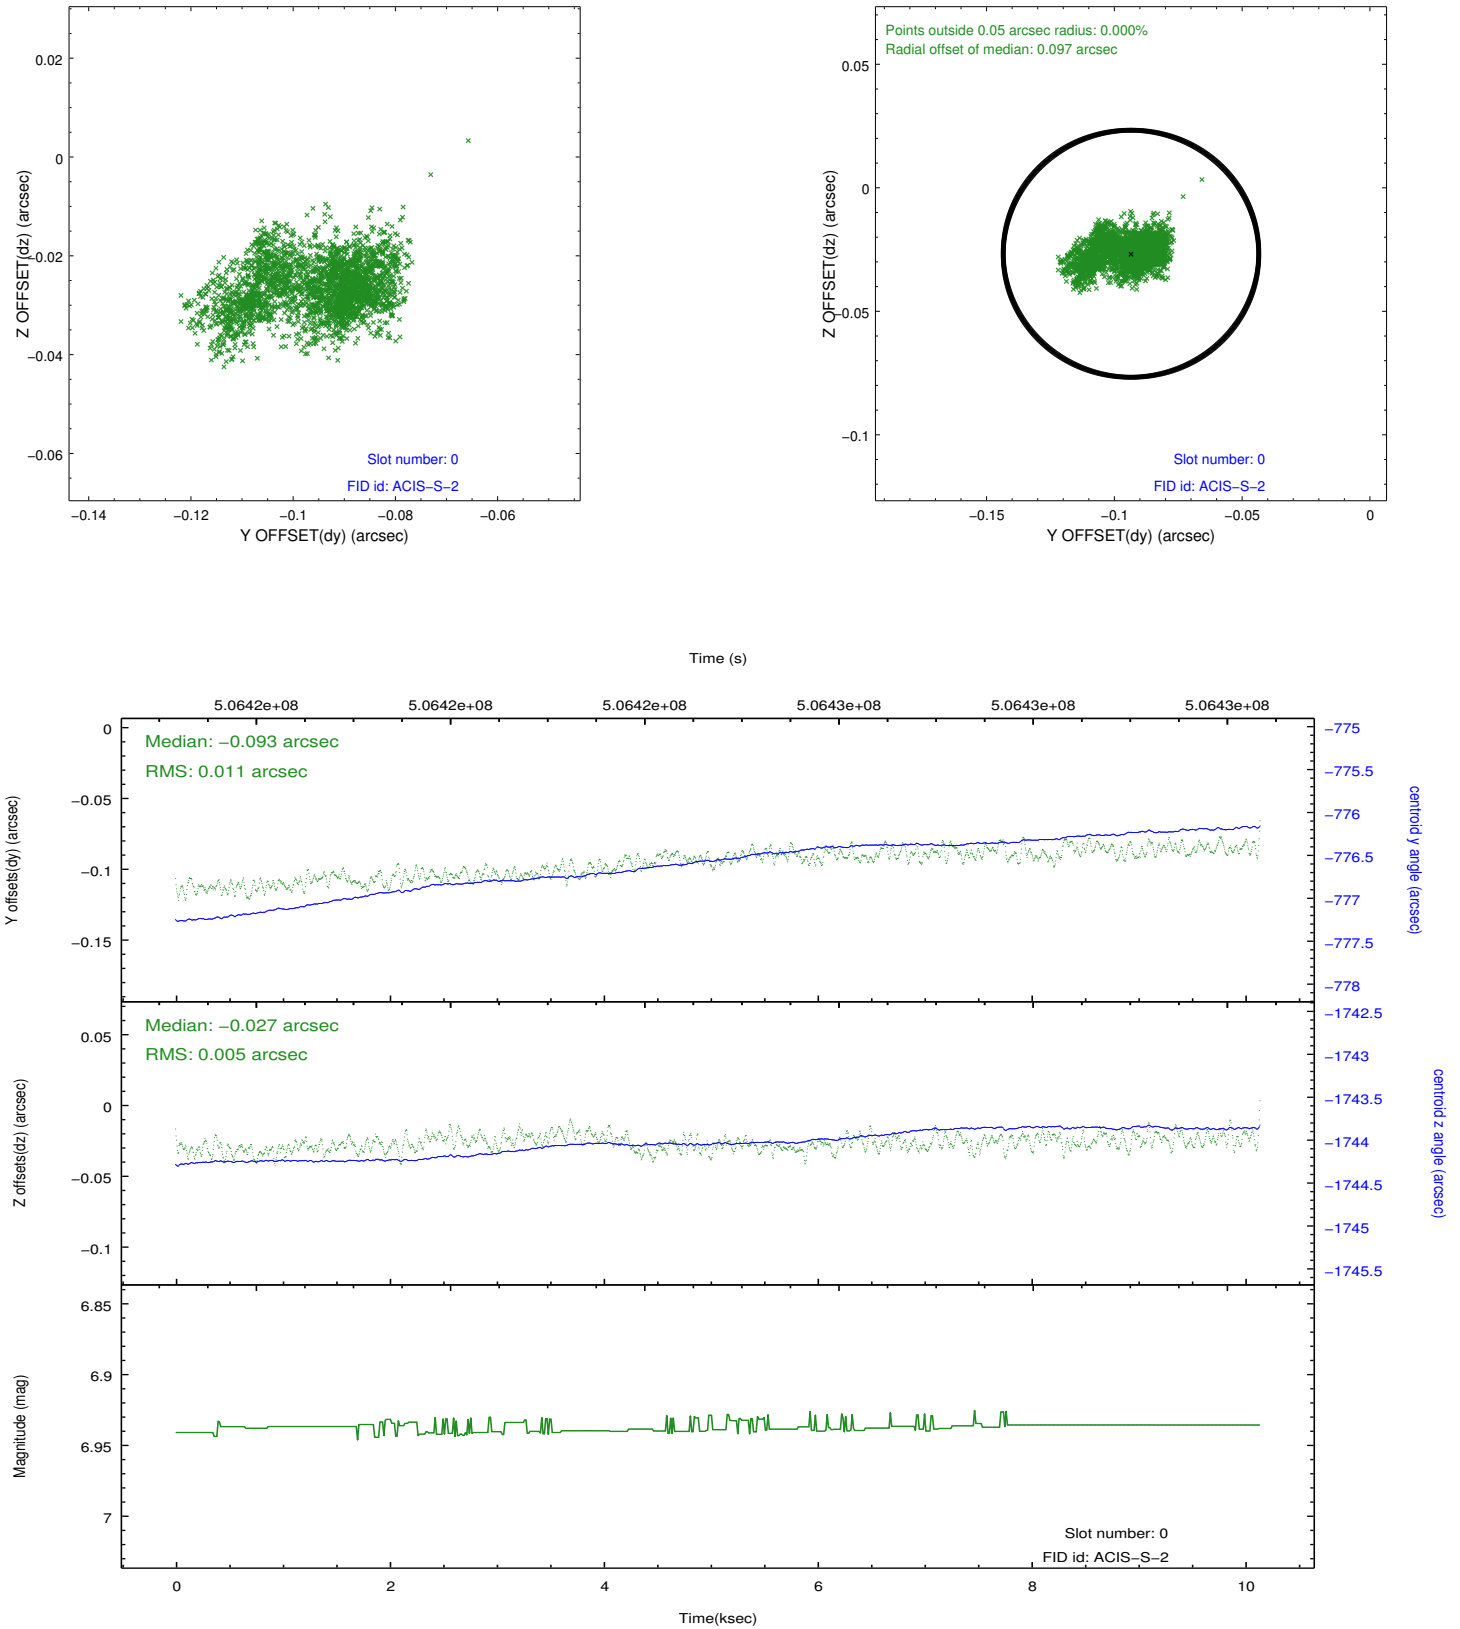 0.02
0
−0.02
−0.04
−0.06
Z OFFSET(dz) (arcsec)
Slot number: 0
FID id: ACIS−S−2
−0.14 −0.12 −0.1 −0.08 −0.06
Y OFFSET(dy) (arcsec)
Points outside 0.05 arcsec radius: 0.000%
Radial offset of median: 0.097 arcsec
0.05
0
−0.05
−0.1
Z OFFSET(dz) (arcsec)
Slot number: 0
FID id: ACIS−S−2
−0.15 −0.1 −0.05 0
Y OFFSET(dy) (arcsec)
Time (s)
5.0642e+08 5.0642e+08 5.0642e+08 5.0643e+08 5.0643e+08 5.0643e+08
Median: −0.093 arcsec
RMS: 0.011 arcsec
0
−0.05
−0.1
−0.15
Y offsets(dy) (arcsec)
−775
−775.5
−776
−776.5
−777
−777.5
−778
centroid y angle (arcsec)
Median: −0.027 arcsec
RMS: 0.005 arcsec
0.05
0
−0.05
−0.1
Z offsets(dz) (arcsec)
−1742.5
−1743
−1743.5
−1744
−1744.5
−1745
−1745.5
centroid z angle (arcsec)
6.85
6.9
6.95
7
Magnitude (mag)
Slot number: 0
FID id: ACIS−S−2
0 2 4 6 8 10
Time(ksec)